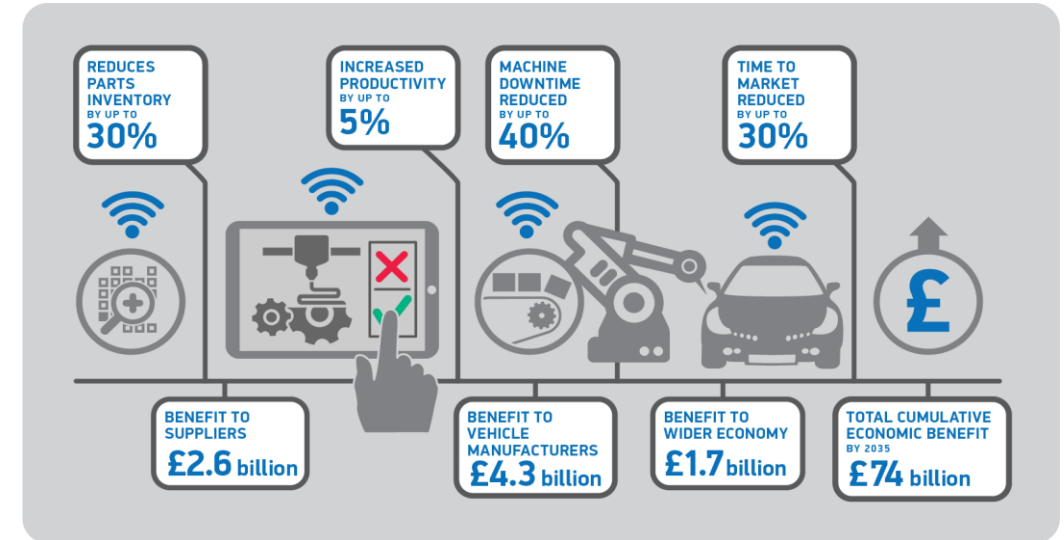 REDUCES
PARTS
INVENTORY
BY UP TO
30%
INCREASED
PRODUCTIVITY
BY UP TO
5%
MACHINE
DOWNTIME
REDUCED
BY UP TO
40%
TIME TO
MARKET
REDUCED
BY UP TO
30%
£
BENEFIT TO
SUPPLIERS
£2.6 billion
BENEFIT TO
VEHICLE
MANUFACTURERS
£4.3 billion
BENEFIT TO
WIDER ECONOMY
£1.7 billion
TOTAL CUMULATIVE
ECONOMIC BENEFIT
BY 2035
£74 billion